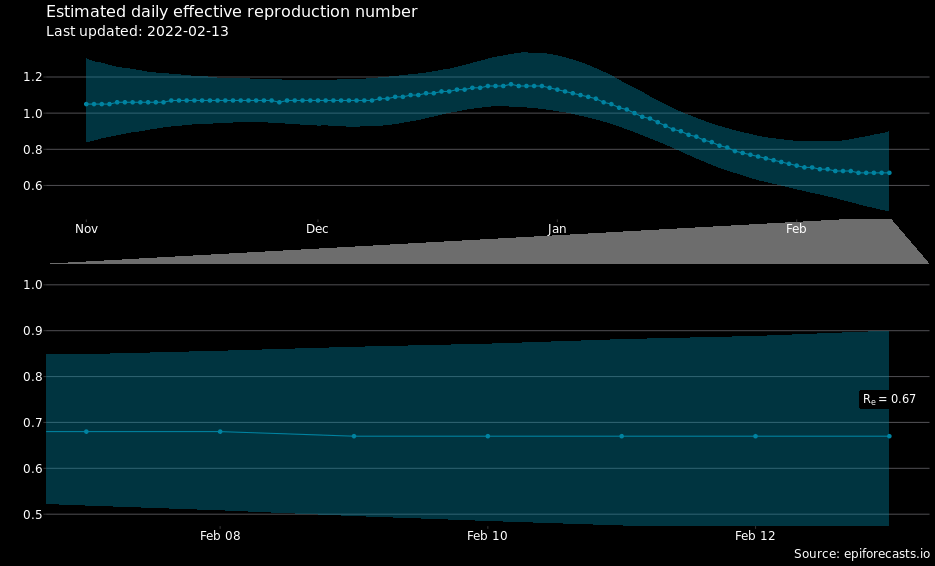 Estimated daily effective reproduction number
Last updated: 2022-02-13
1.2
1.0
0.8
0.6
Nov Dec Jan Feb
1.0
0.9
0.8
Re = 0.67
0.7
0.6
0.5
Feb 08 Feb 10 Feb 12
Source: epiforecasts.io